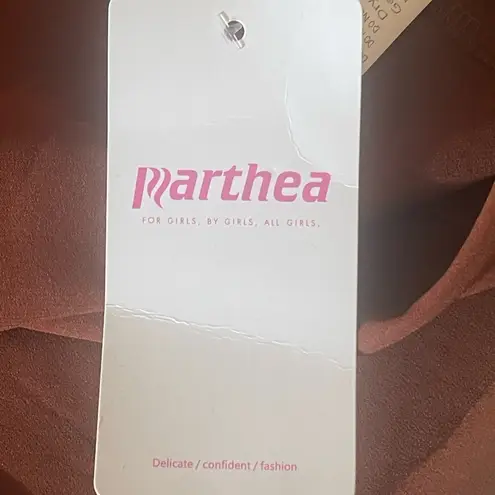 Marthea
FOR GIRLS, BY GIRLS, ALL GIRLS.
Delicate / confident / fashion